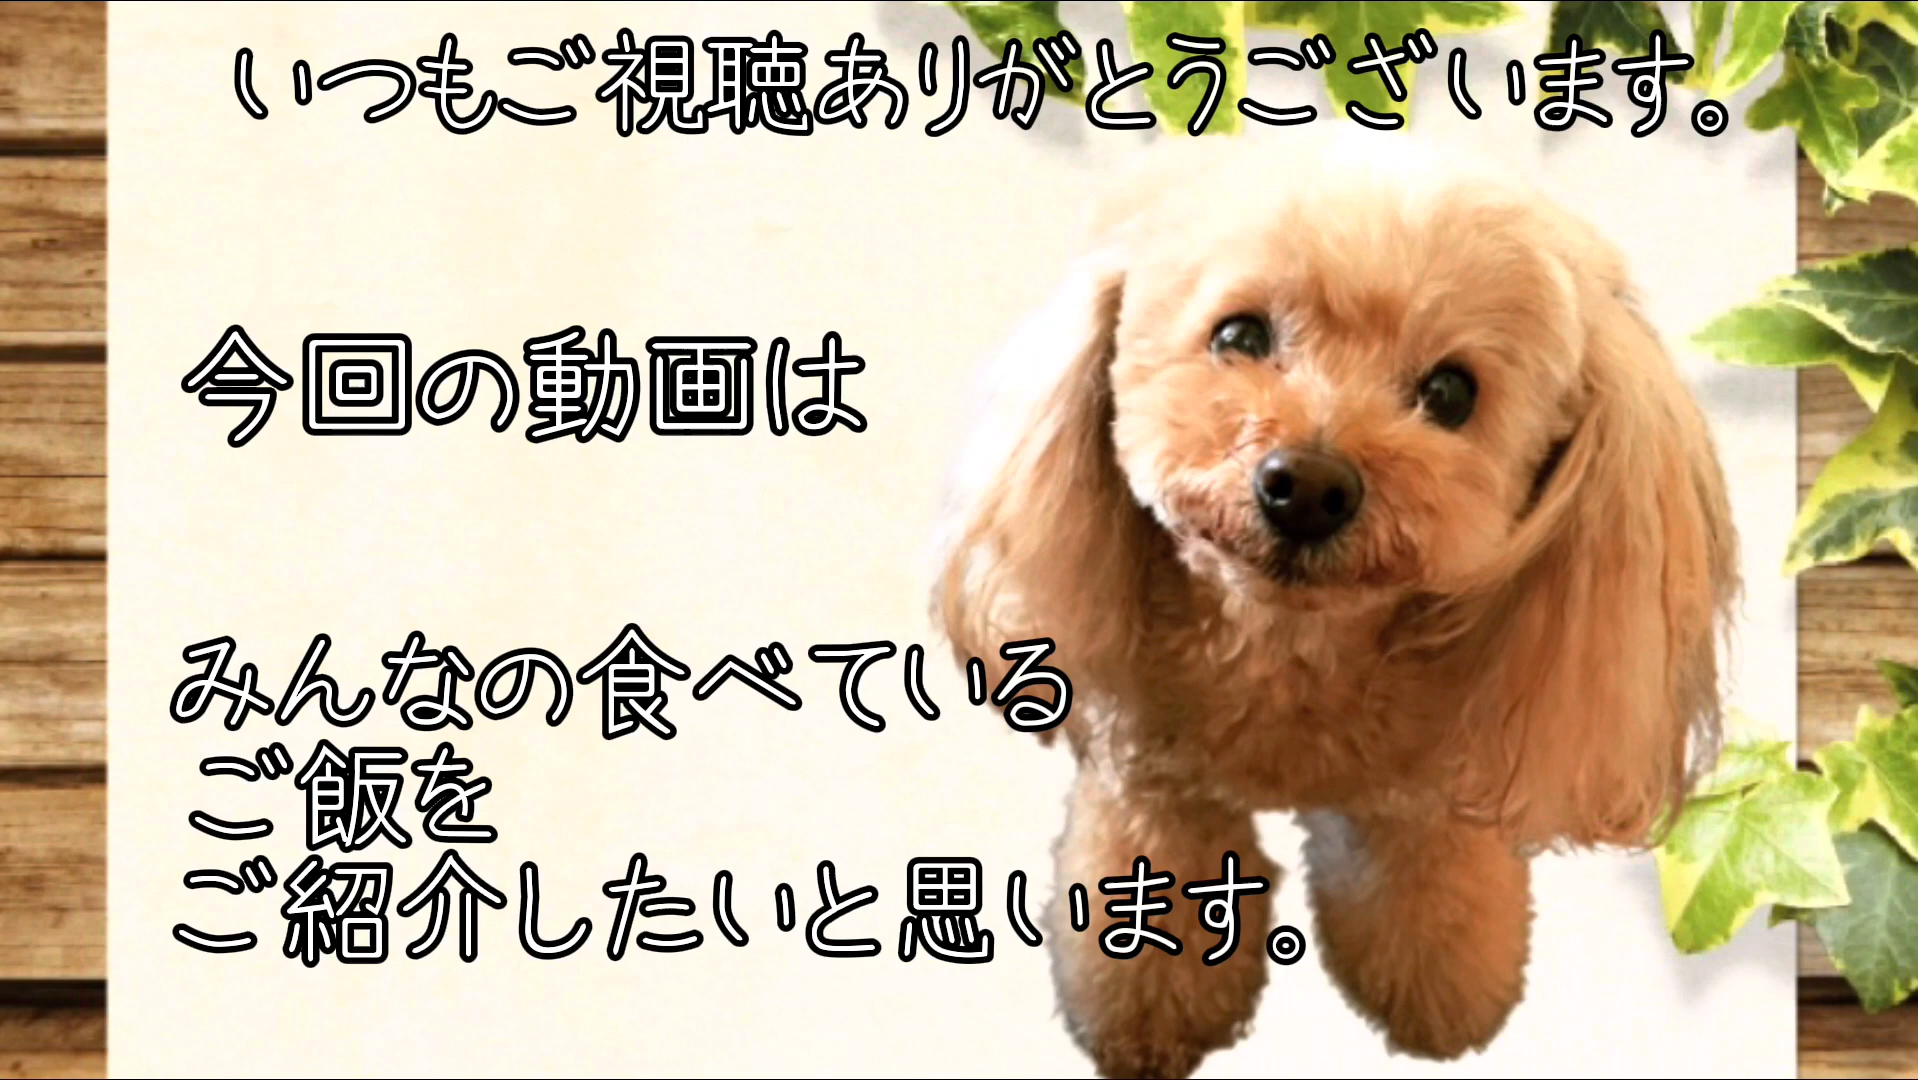 いつもご視聴ありがとうございます。
今回の動画は
みんなの食べている
ご飯を
ご紹介したいと思います。